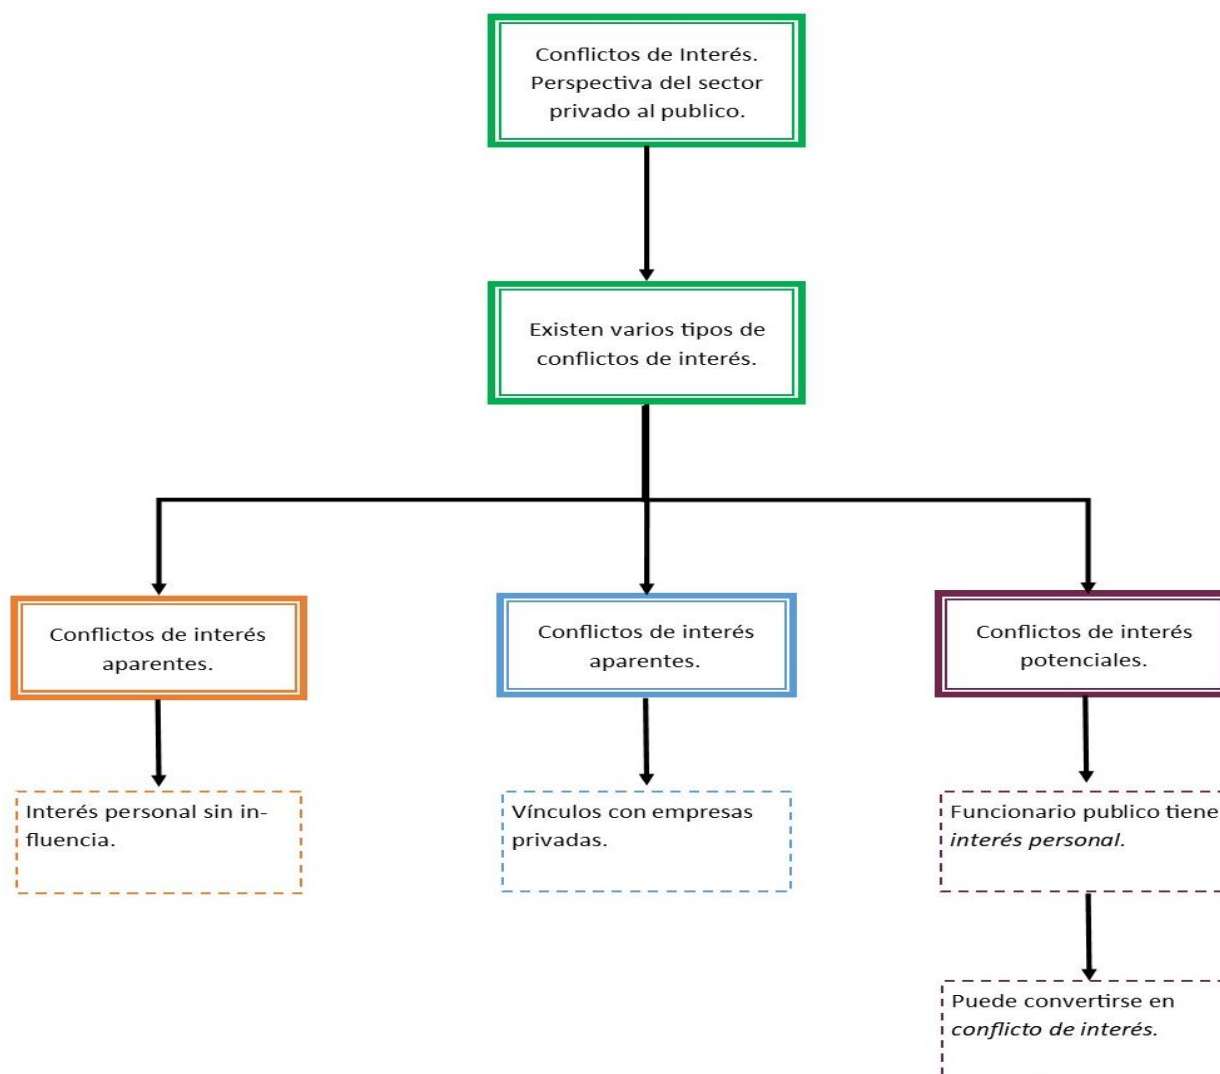 Conflictos de Interés.
Perspectiva del sector
privado al publico.
Existen varios tipos de
conflictos de interés.
Conflictos de interés
aparentes.
Conflictos de interés
aparentes.
Conflictos de interés
potenciales.
Interés personal sin in-
fluencia.
Vínculos con empresas
privadas.
Funcionario publico tiene
interés personal.
Puede convertirse en
conflicto de interés.